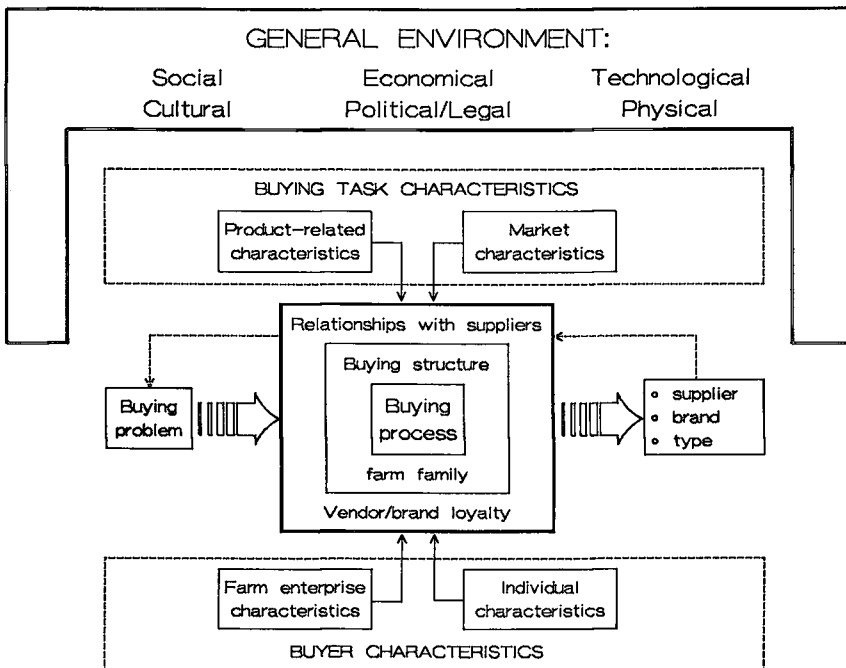 GENERAL ENVIRONMENT:
Social Economical Technological
Cultural Political/Legal Physical
BUYING TASK CHARACTERISTICS
Product-related
characteristics
Market
characteristics
Relationships with suppliers
Buying structure
Buying
process
farm family
Vendor/brand loyalty
Buying
problem
supplier
brand
type
Farm enterprise
characteristics
Individual
characteristics
BUYER CHARACTERISTICS